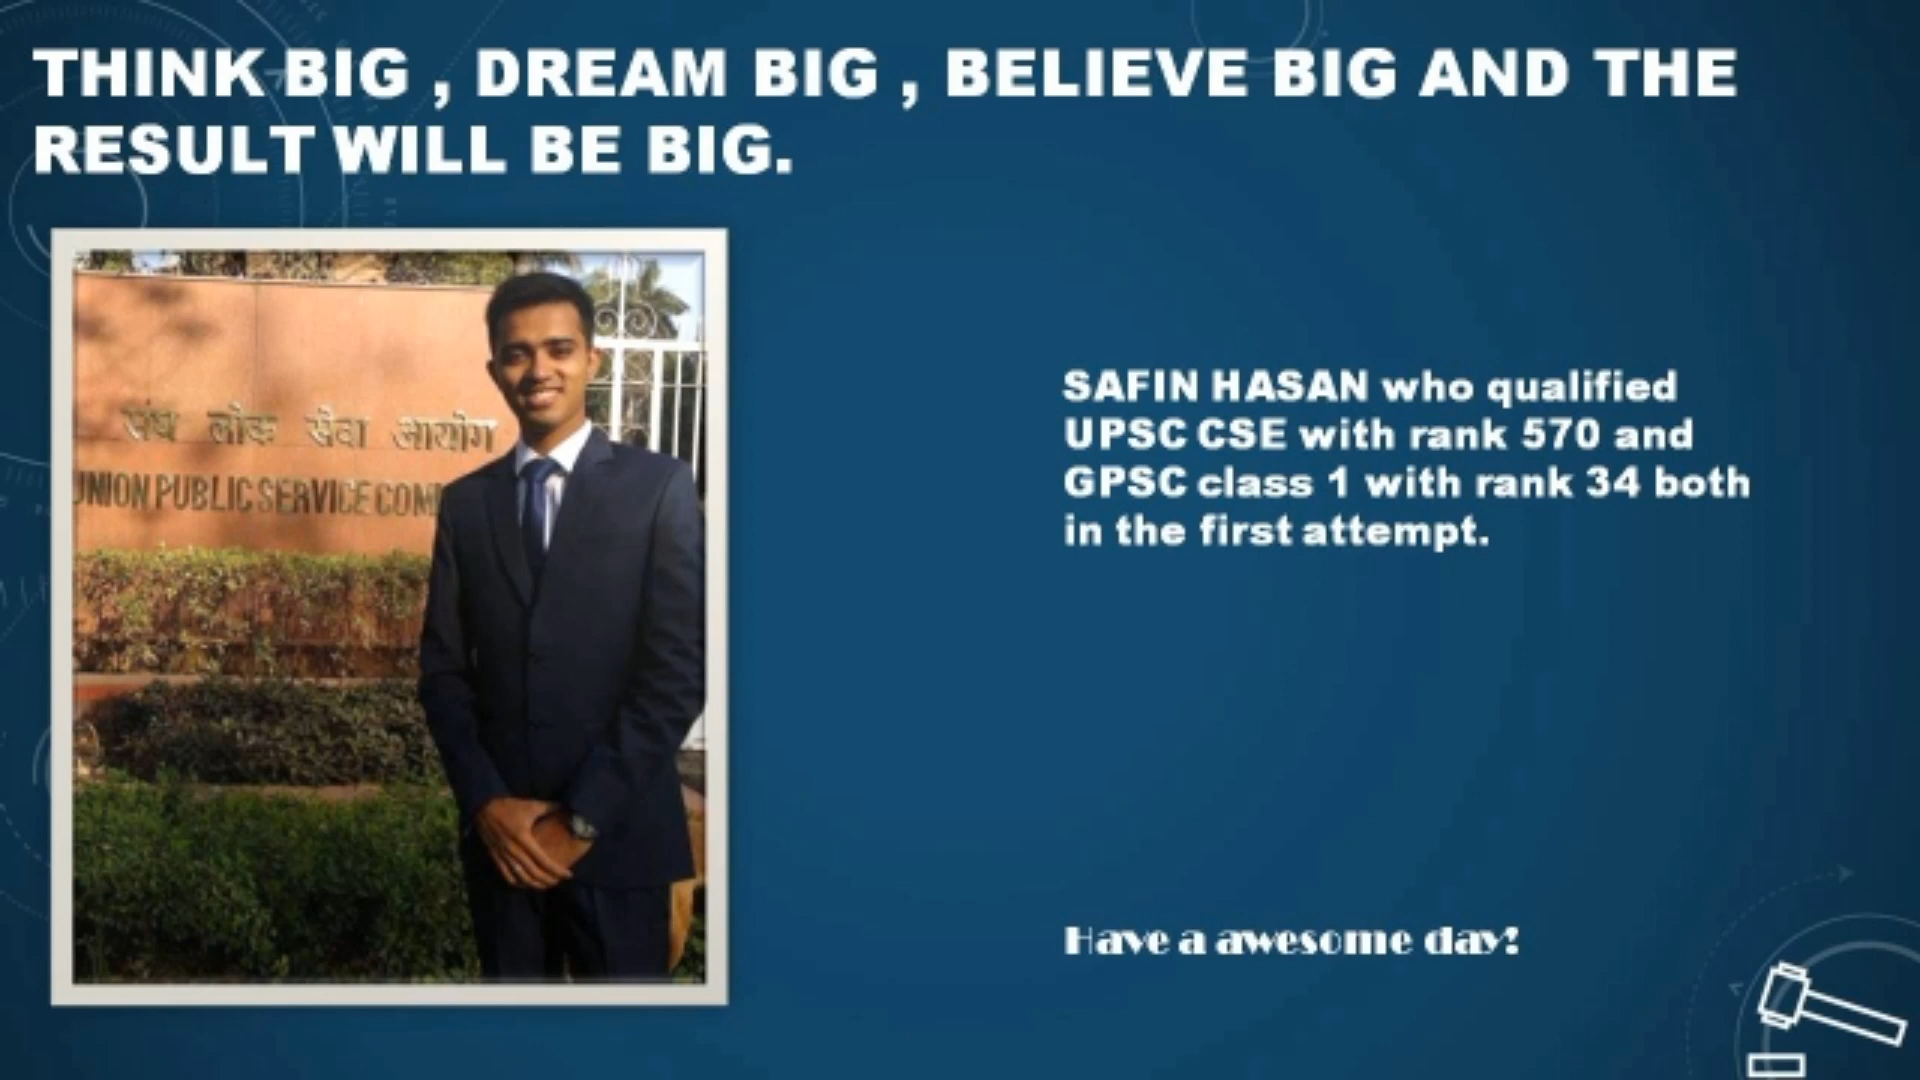 THINK BIG , DREAM BIG , BELIEVE BIG AND THE
RESULT WILL BE BIG.
संघ लोक सेवा आयोग
UNION PUBLIC SERVICE COM
SAFIN HASAN who qualified
UPSC CSE with rank 570 and
GPSC class 1 with rank 34 both
in the first attempt.
Have a awesome day!